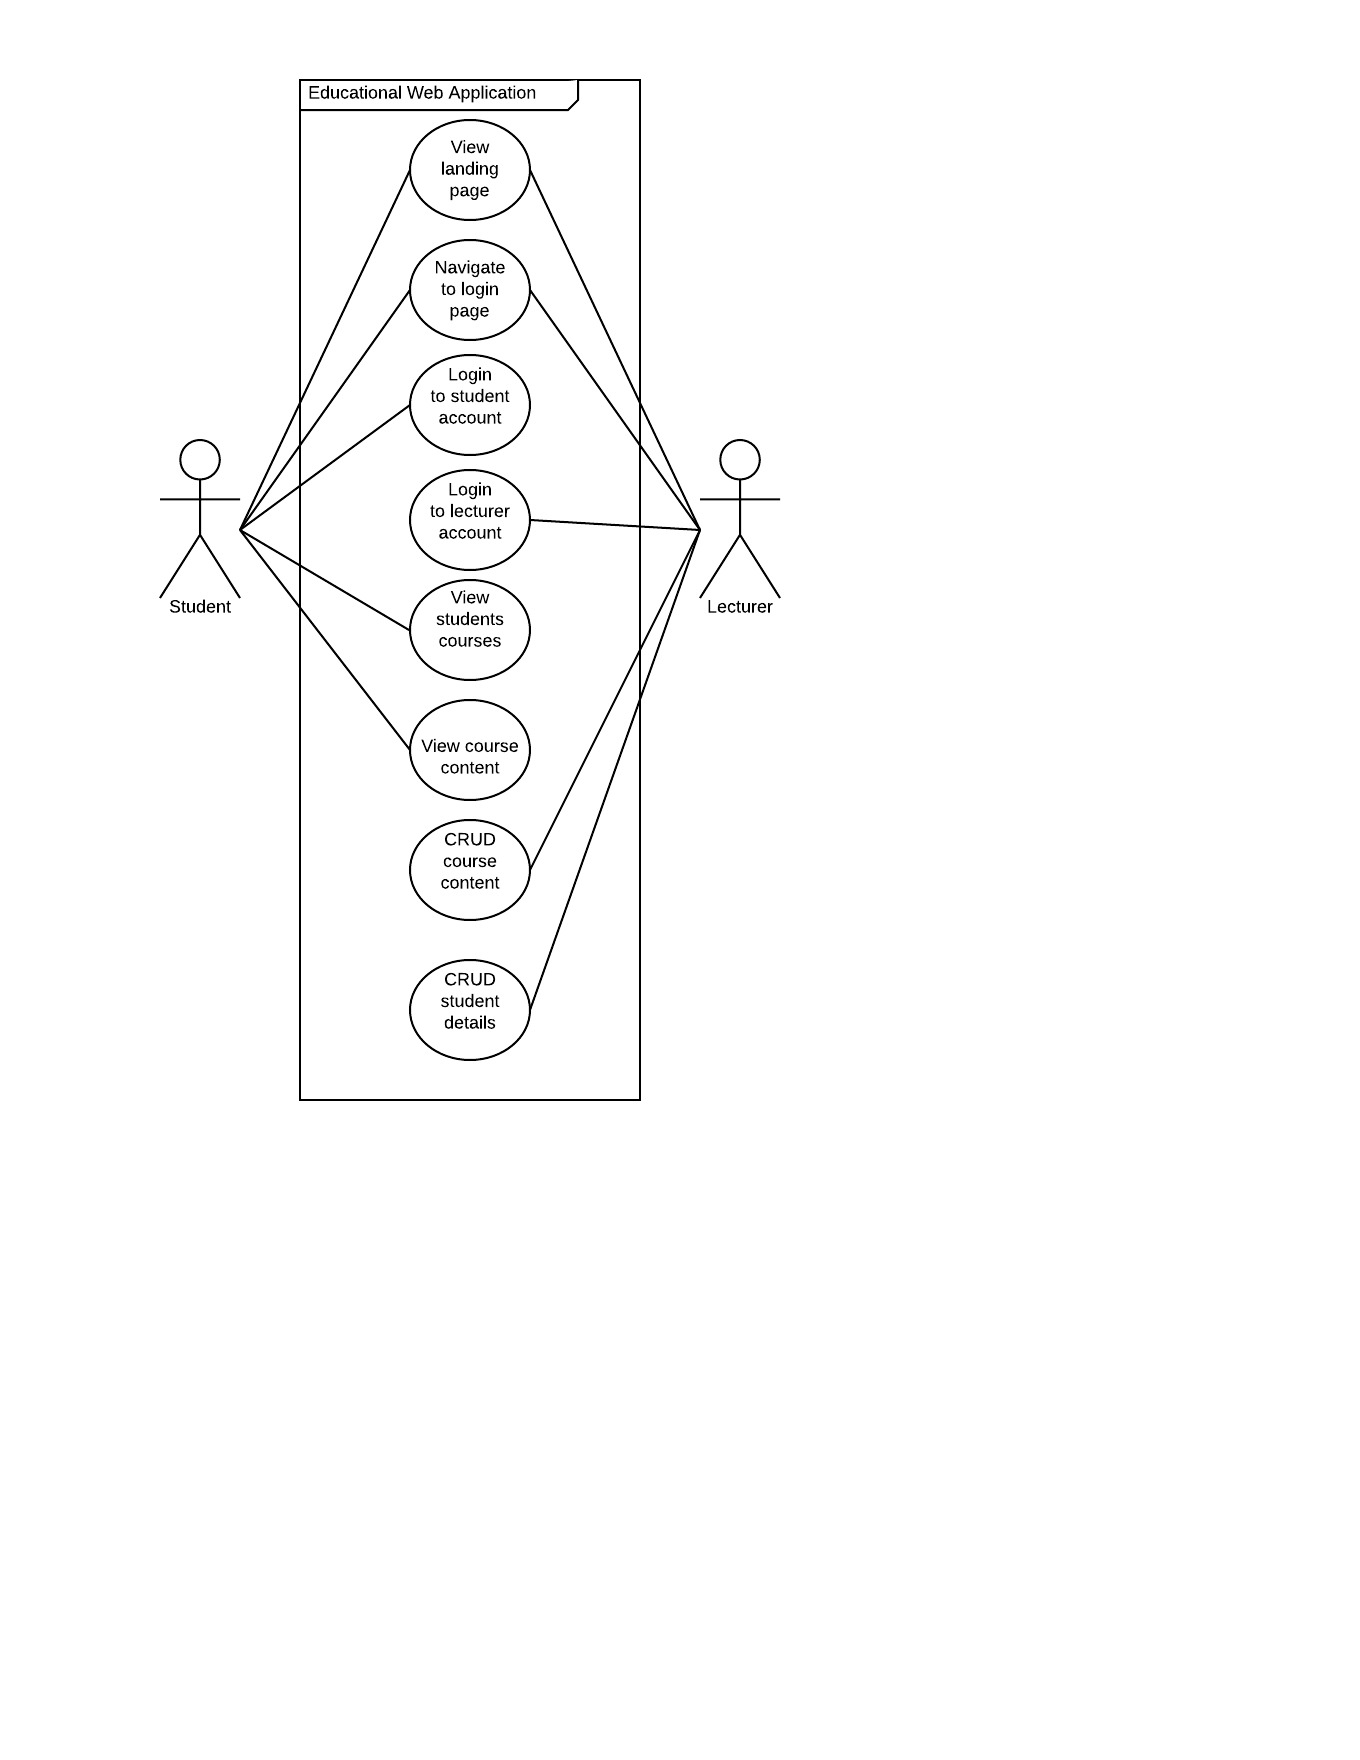 Educational Web Application
View
landing
page
Navigate
to login
page
Login
to student
account
Login
to lecturer
account
View
students
courses
Student
Lecturer
View course
content
CRUD
course
content
CRUD
student
details